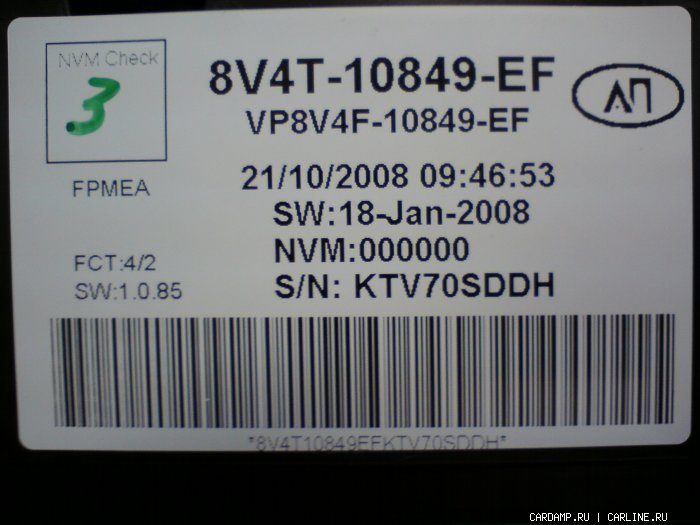 NVM Check
3
8V4T-10849-EF
VP8V4F-10849-EF
ΛП
FPMEA
21/10/2008 09:46:53
SW:18-Jan-2008
NVM:000000
FCT:4/2
SW:1.0.85
S/N: KTV70SDDH
*8V4T10849EFKTV70SDDH*
CARDAMP.RU | CARLINE.RU